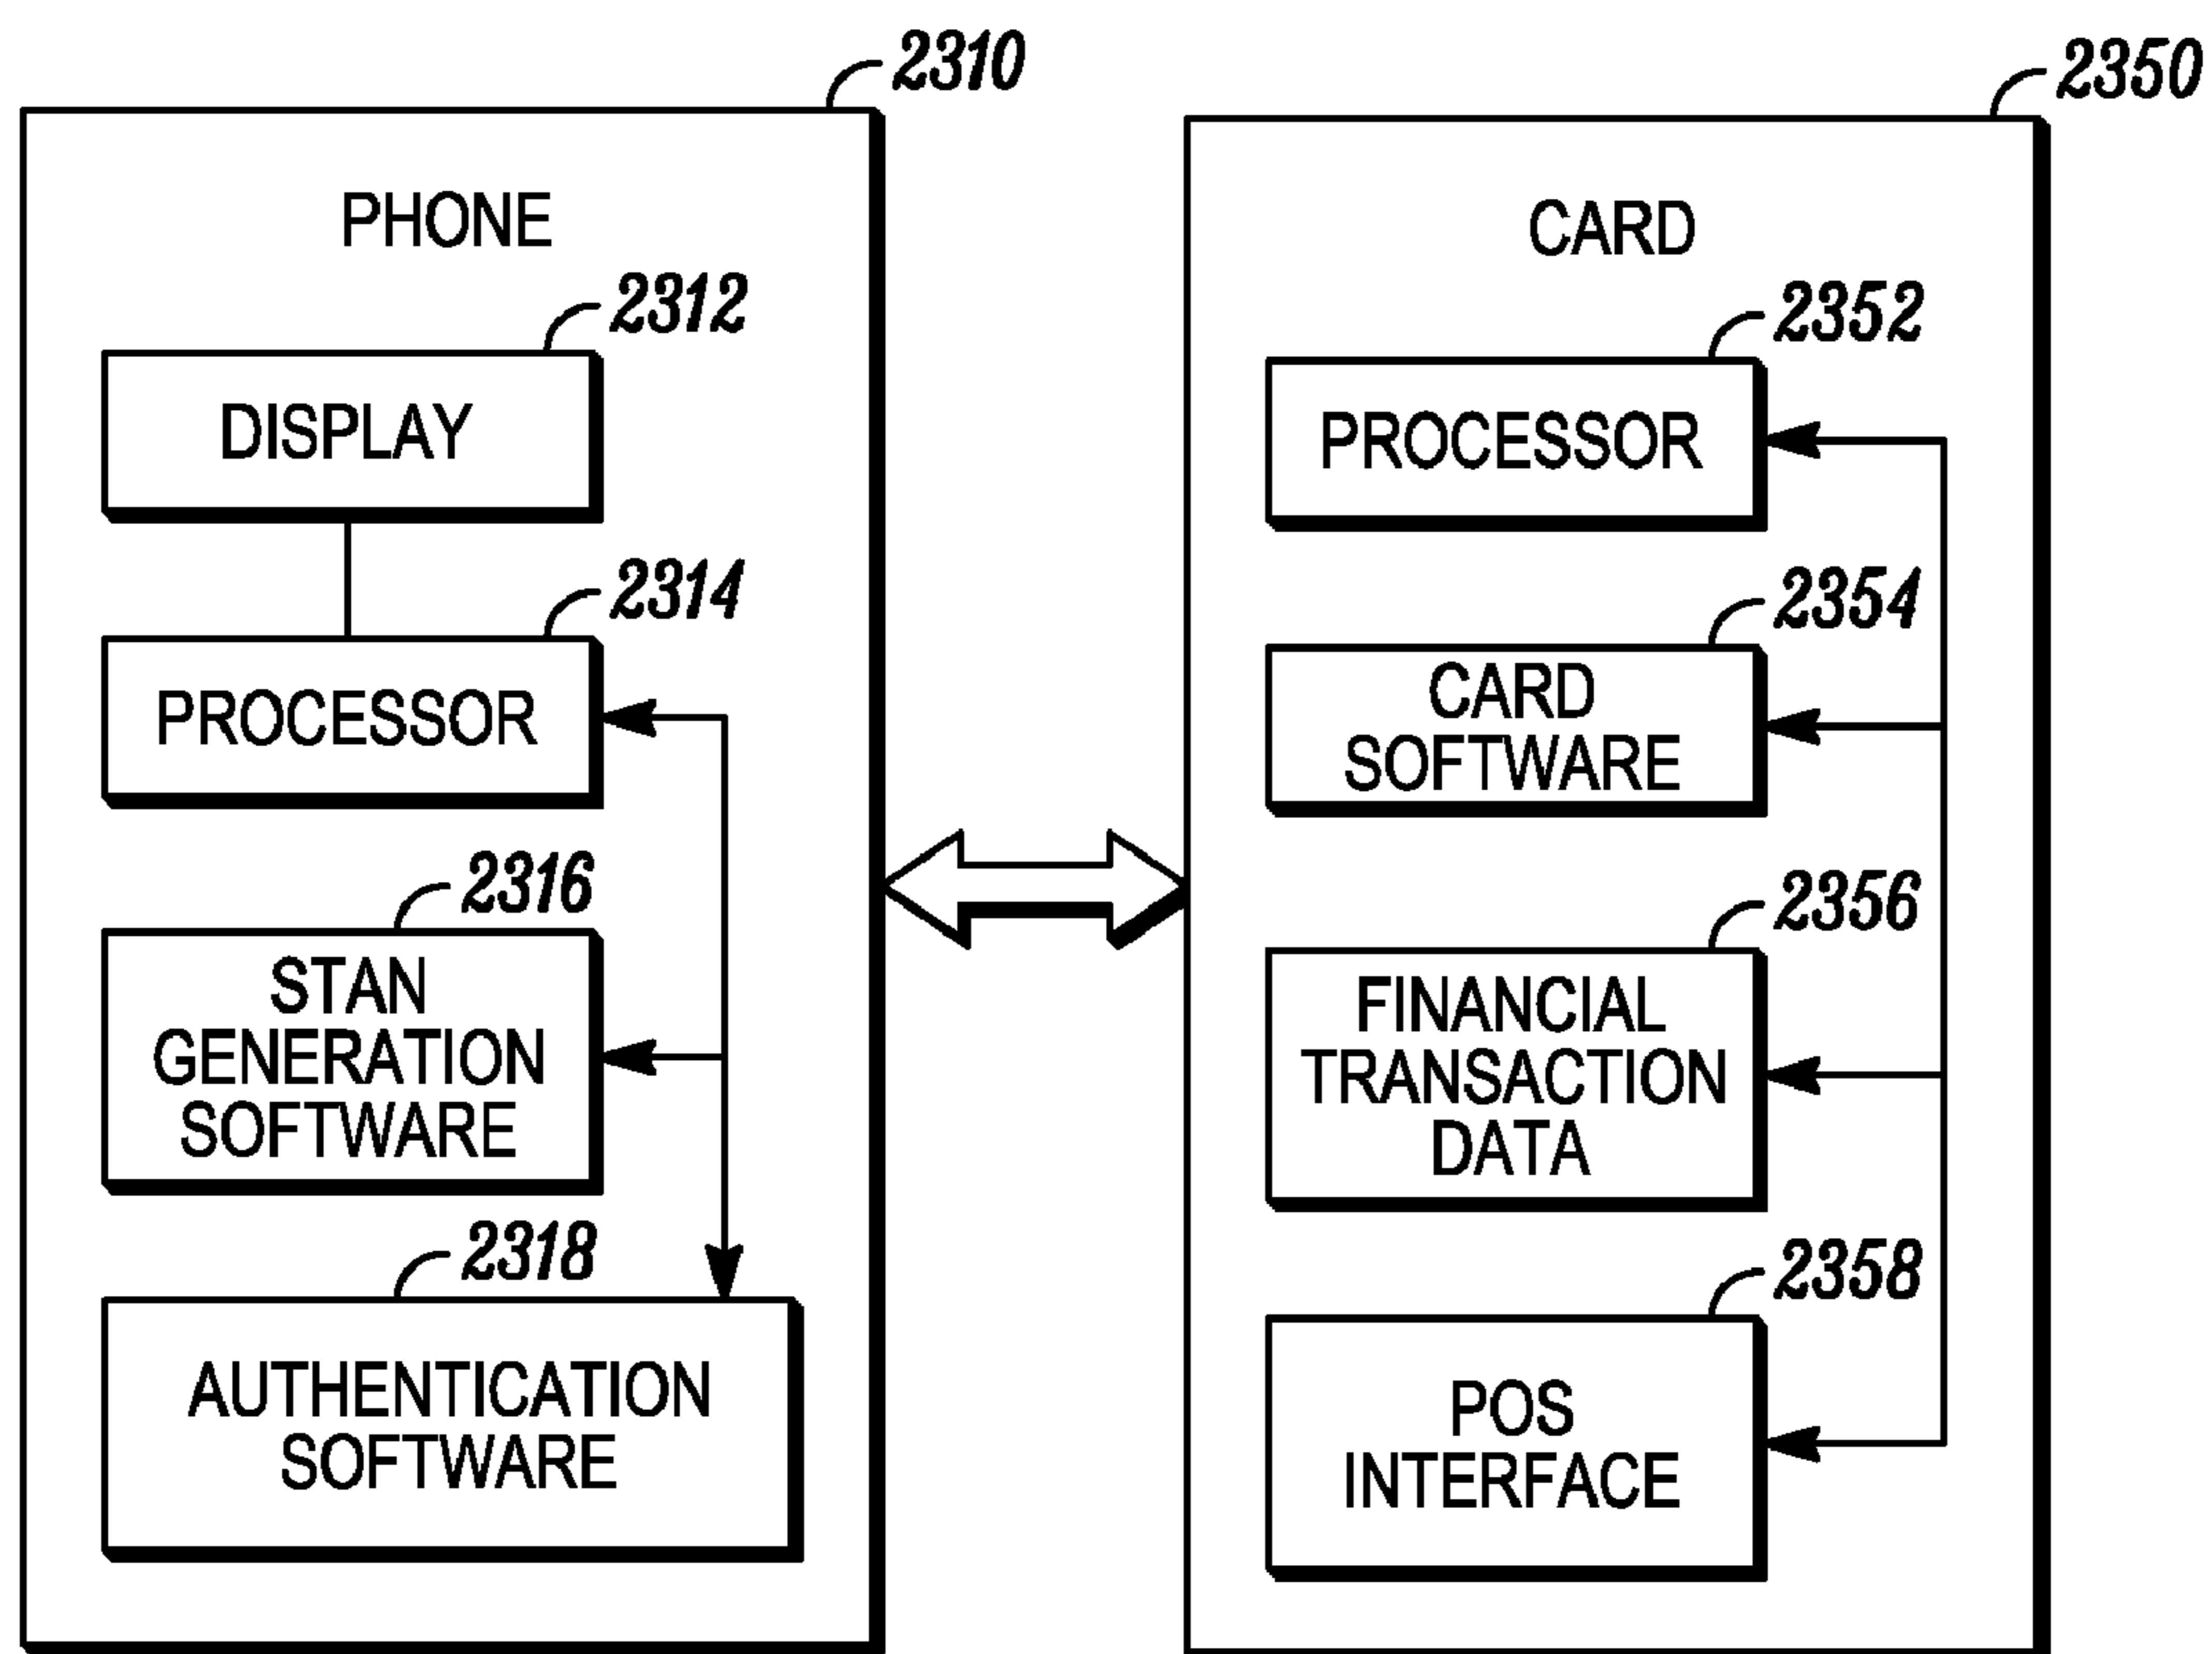 2310
PHONE
2312
DISPLAY
2314
PROCESSOR
2316
STAN
GENERATION
SOFTWARE
2318
AUTHENTICATION
SOFTWARE
2350
CARD
2352
PROCESSOR
2354
CARD
SOFTWARE
2356
FINANCIAL
TRANSACTION
DATA
2358
POS
INTERFACE